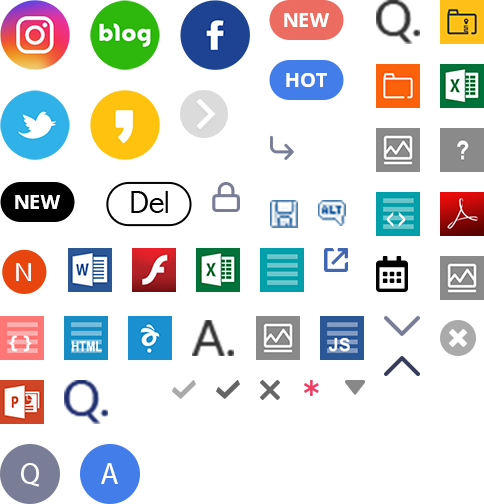 blog
f
NEW
Q.
X
HOT
?
NEW
Del
ALT
<>
N
W
f
X
{}
HTML
A.
JS
P
Q.
*
Q
A